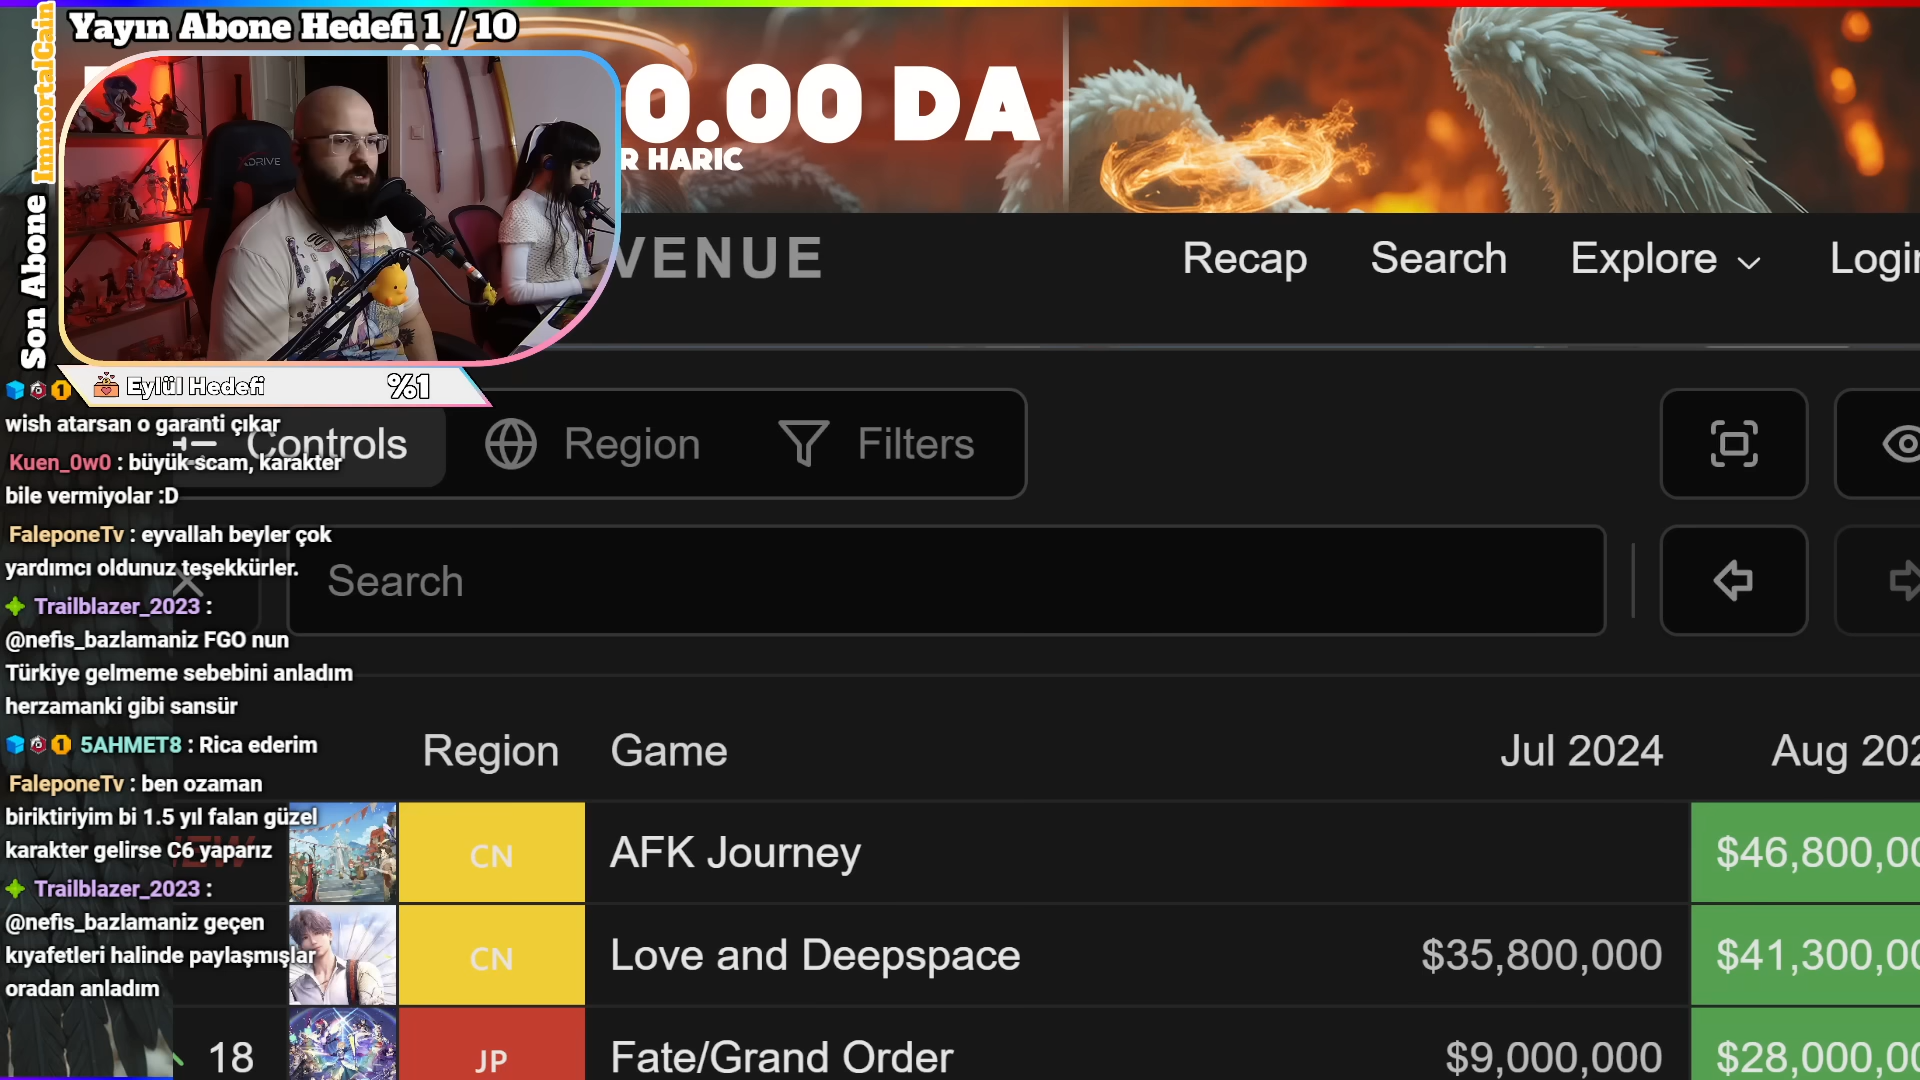 Yayın Abone Hedefi 1 / 10
ImmortalCain
Son Abone
0.00 DA
R HARIC
XDRIVE
VENUE
Recap
Search
Explore
Login
Eylül Hedefi %1
wish atarsan o garanti çıkar
Kuen_0w0 : büyük scam, karakter
bile vermiyolar :D
FaleponeTv : eyvallah beyler çok
yardımcı oldunuz teşekkürler.
Trailblazer_2023 :
@nefis_bazlamaniz FGO nun
Türkiye gelmeme sebebini anladım
herzamanki gibi sansür
5AHMET8 : Rica ederim
FaleponeTv : ben ozaman
biriktiriyim bi 1.5 yıl falan güzel
karakter gelirse C6 yaparız
Trailblazer_2023 :
@nefis_bazlamaniz geçen
kıyafetleri halinde paylaşmışlar
oradan anladım
Controls
Region
Filters
Search
Region Game Jul 2024 Aug 202
CN AFK Journey $46,800,00
CN Love and Deepspace $35,800,000 $41,300,00
18 JP Fate/Grand Order $9,000,000 $28,000,00